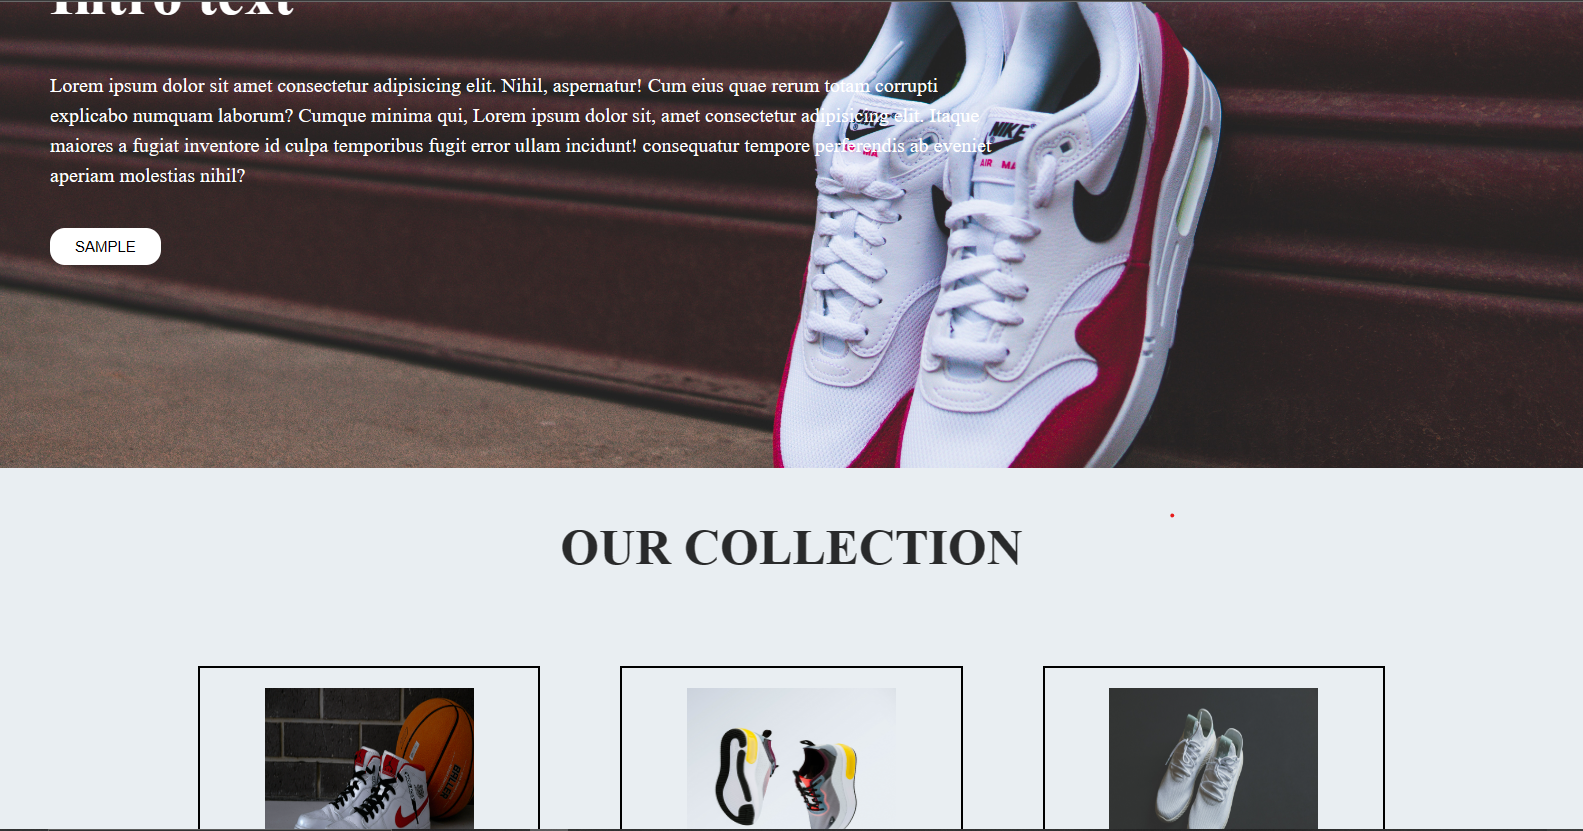 Intro text
Lorem ipsum dolor sit amet consectetur adipisicing elit. Nihil, aspernatur! Cum eius quae rerum totam corrupti
explicabo numquam laborum? Cumque minima qui, Lorem ipsum dolor sit, amet consectetur adipisicing elit. Itaque
maiores a fugiat inventore id culpa temporibus fugit error ullam incidunt! consequatur tempore perferendis ab eveniet
aperiam molestias nihil?
NIKE
AIR MA
MA
SAMPLE
OUR COLLECTION
BALLER